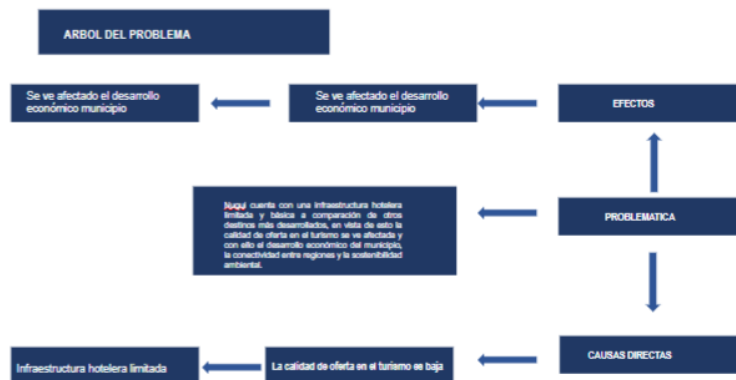 ARBOL DEL PROBLEMA
Se ve afectado el desarrollo
económico municipio
Se ve afectado el desarrollo
económico municipio
EFECTOS
Nuqui cuenta con una infraestructura hotelera
limitada y básica a comparación de otros
destinos más desarrollados, en vista de esto la
calidad de oferta en el turismo se ve afectada y
con ello el desarrollo económico del municipio,
la conectividad entre regiones y la sostenibilidad
ambiental.
PROBLEMATICA
Infraestructura hotelera limitada
La calidad de oferta en el turismo es baja
CAUSAS DIRECTAS